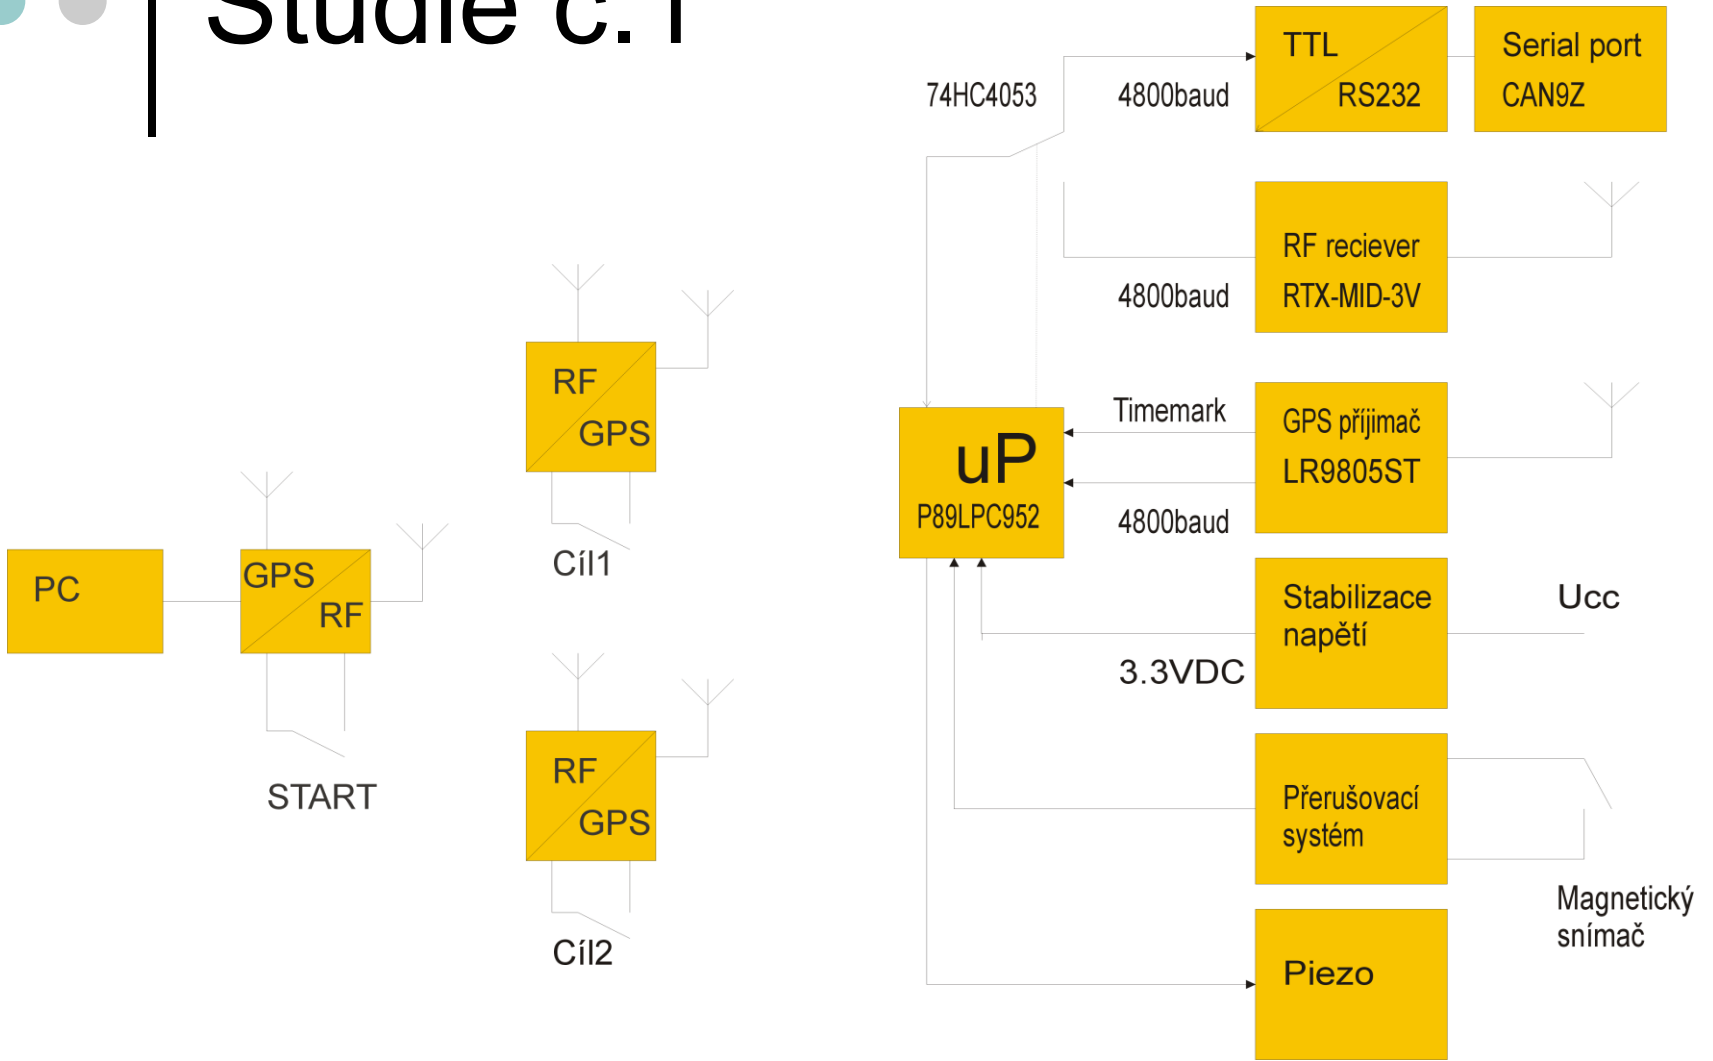 Studie č.1
PC
GPS
RF
START
RF
GPS
Cíl1
RF
GPS
Cíl2
74HC4053
4800baud
TTL
RS232
Serial port
CAN9Z
4800baud
RF reciever
RTX-MID-3V
uP
P89LPC952
Timemark
4800baud
GPS příjimač
LR9805ST
3.3VDC
Stabilizace
napětí
Ucc
Přerušovací
systém
Magnetický
snímač
Piezo